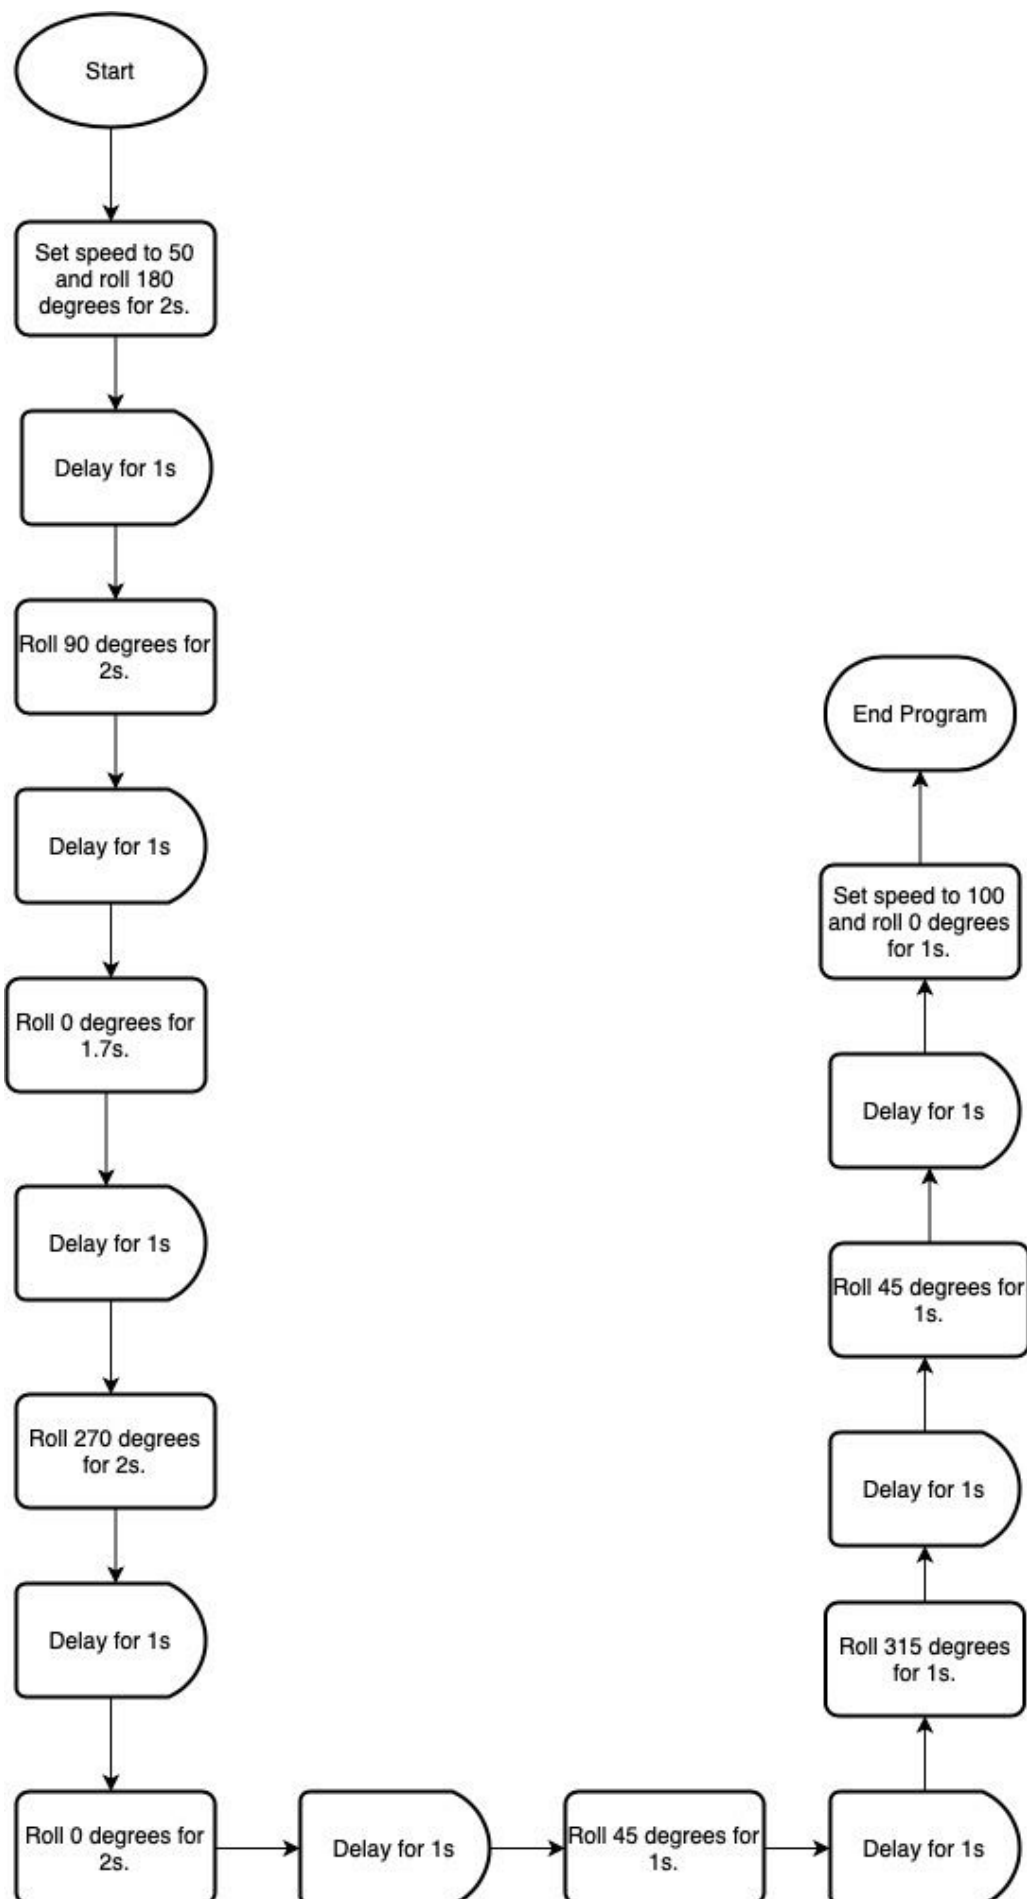 Start
Set speed to 50
and roll 180
degrees for 2s.
Delay for 1s
Roll 90 degrees for
2s.
Delay for 1s
Roll 0 degrees for
1.7s.
Delay for 1s
Roll 270 degrees
for 2s.
Delay for 1s
Roll 0 degrees for
2s.
Delay for 1s
Roll 45 degrees for
1s.
Delay for 1s
Roll 315 degrees
for 1s.
Delay for 1s
Roll 45 degrees for
1s.
Delay for 1s
Set speed to 100
and roll 0 degrees
for 1s.
End Program